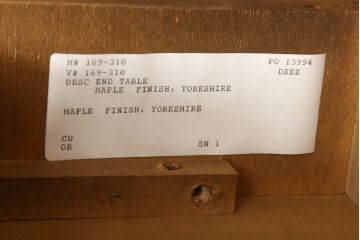 M# 169-310 PO 13994
V# 169-310 DREX
DESC END TABLE
MAPLE FINISH: YORKSHIRE
MAPLE FINISH: YORKSHIRE
CU
OR SN 1